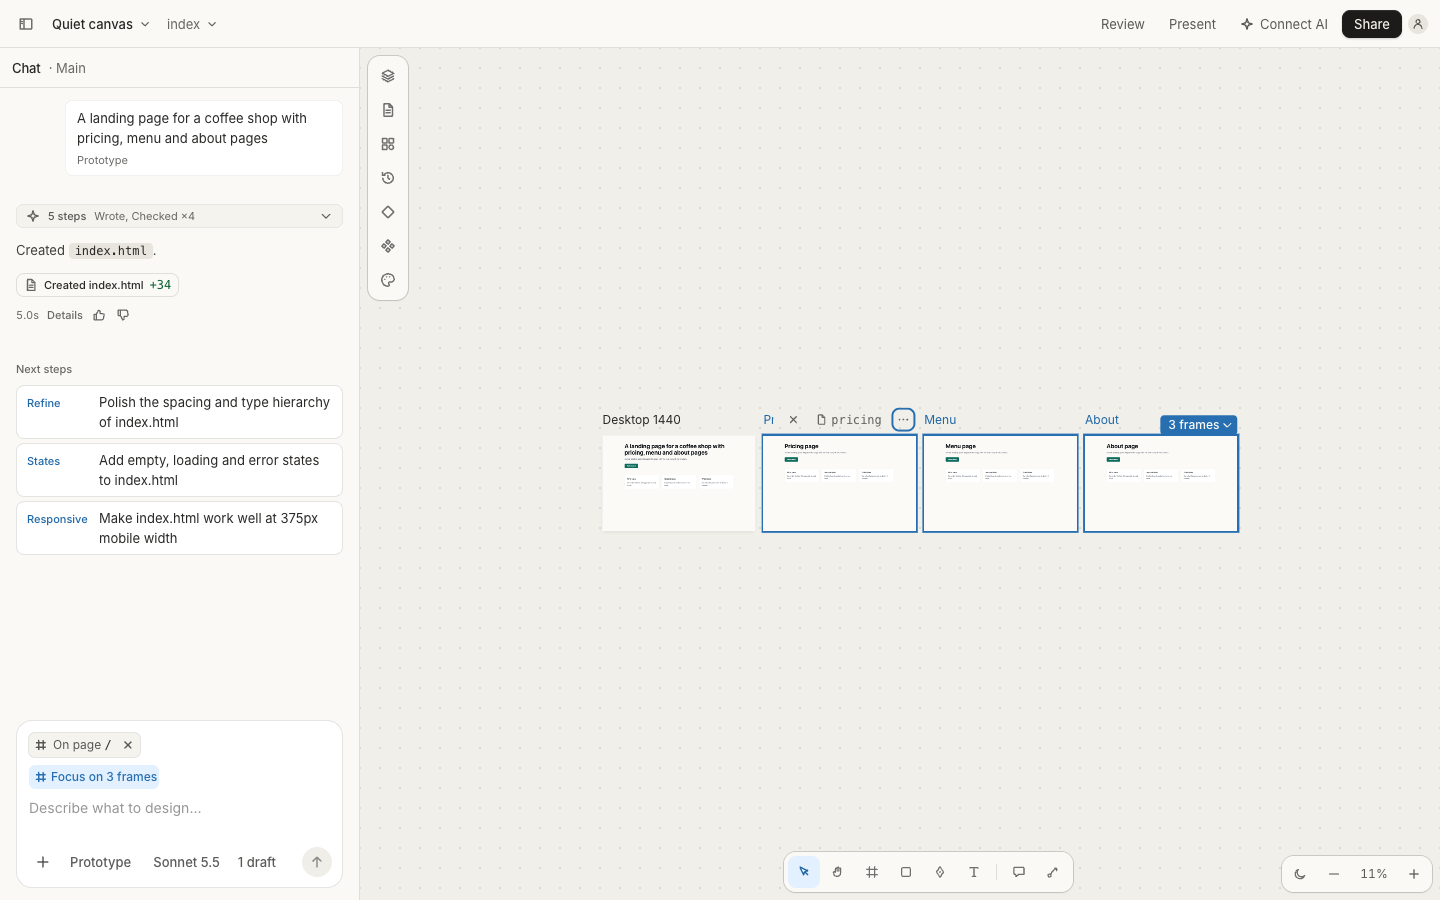 Quiet canvas
index
Review
Present
Connect AI
Share
Chat · Main
A landing page for a coffee shop with
pricing, menu and about pages
Prototype
5 steps Wrote, Checked ×4
Created index.html.
Created index.html +34
5.0s Details
Next steps
Refine
Polish the spacing and type hierarchy
of index.html
States
Add empty, loading and error states
to index.html
Responsive
Make index.html work well at 375px
mobile width
On page /
Focus on 3 frames
Describe what to design...
Prototype
Sonnet 5.5
1 draft
Desktop 1440
pricing
Menu
About
3 frames
A landing page for a coffee shop with
pricing, menu and about pages
Pricing page
Menu page
About page
11%